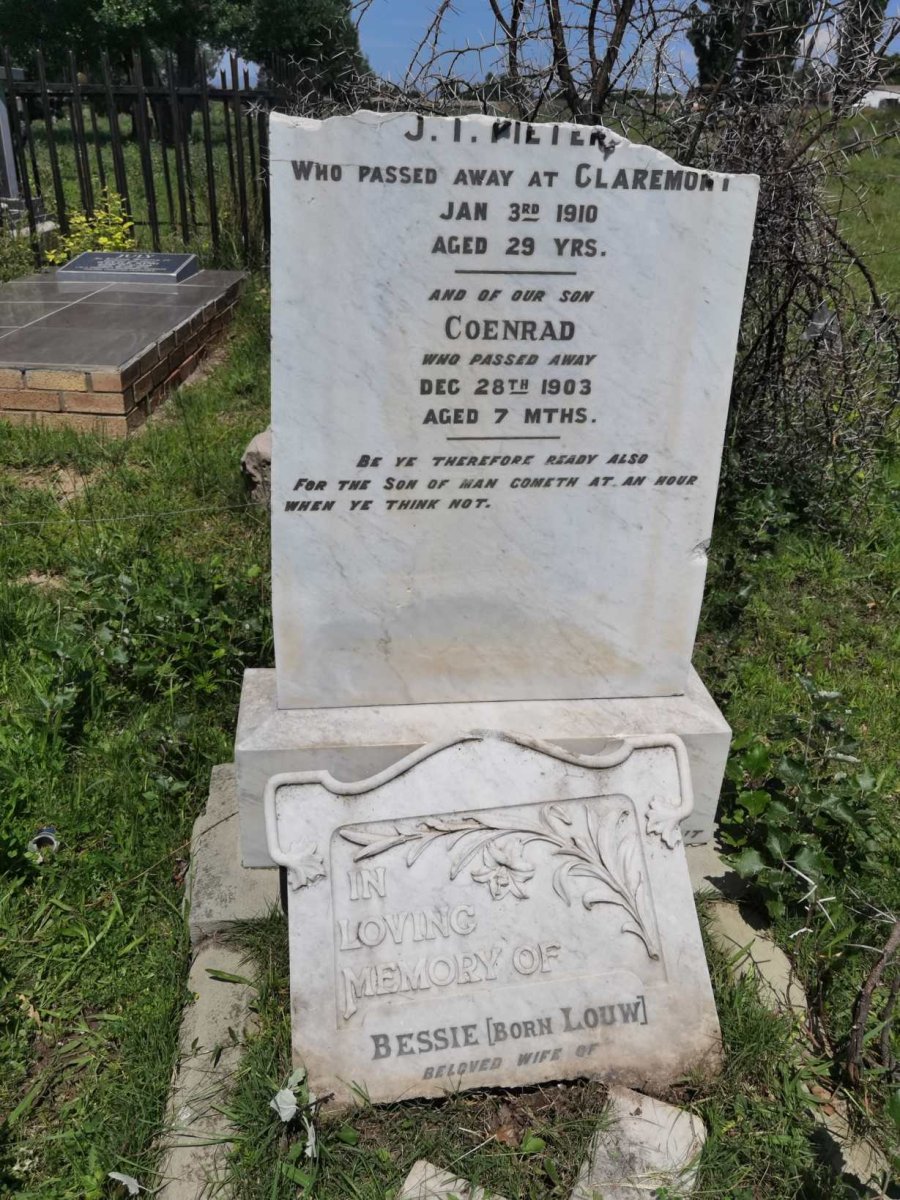 J. T. PIETER
WHO PASSED AWAY AT CLAREMONT
JAN 3RD 1910
AGED 29 YRS.
AND OF OUR SON
COENRAD
WHO PASSED AWAY
DEC 28TH 1903
AGED 7 MTHS.
BE YE THEREFORE READY ALSO
FOR THE SON OF MAN COMETH AT AN HOUR
WHEN YE THINK NOT.
IN
LOVING
MEMORY OF
BESSIE [BORN LOUW]
BELOVED WIFE OF